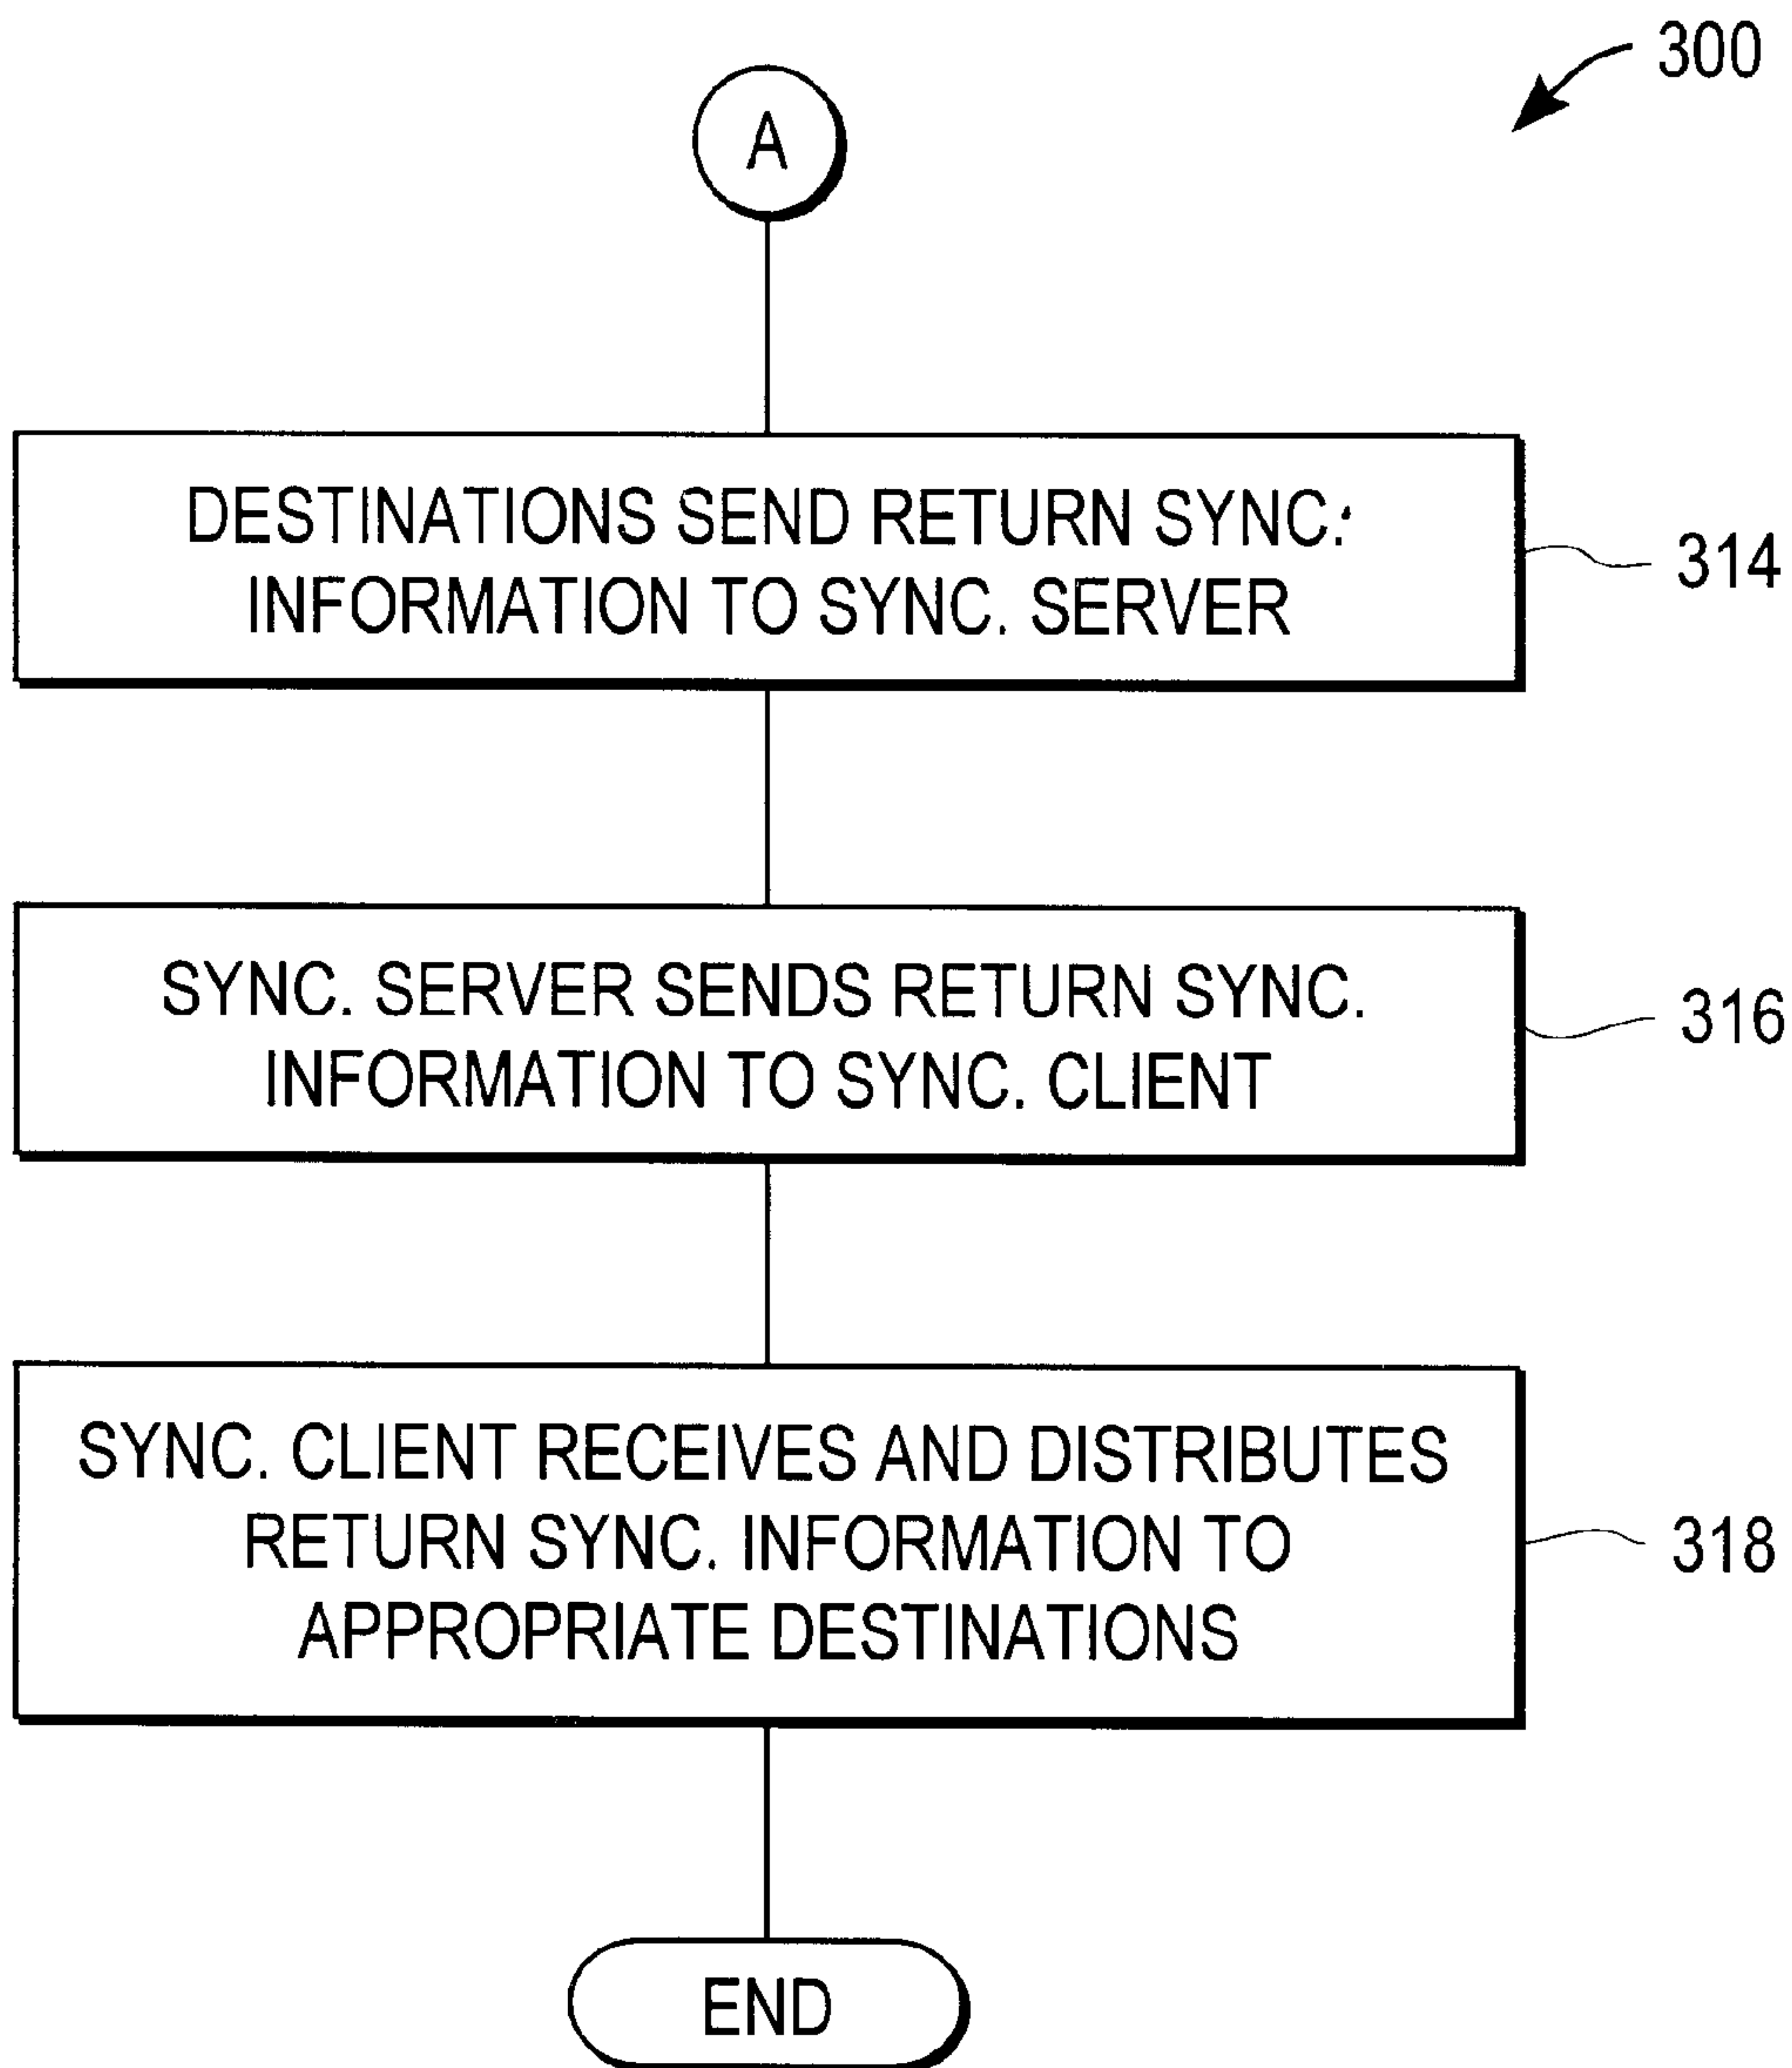 300
A
DESTINATIONS SEND RETURN SYNC.
INFORMATION TO SYNC. SERVER
314
SYNC. SERVER SENDS RETURN SYNC.
INFORMATION TO SYNC. CLIENT
316
SYNC. CLIENT RECEIVES AND DISTRIBUTES
RETURN SYNC. INFORMATION TO
APPROPRIATE DESTINATIONS
318
END